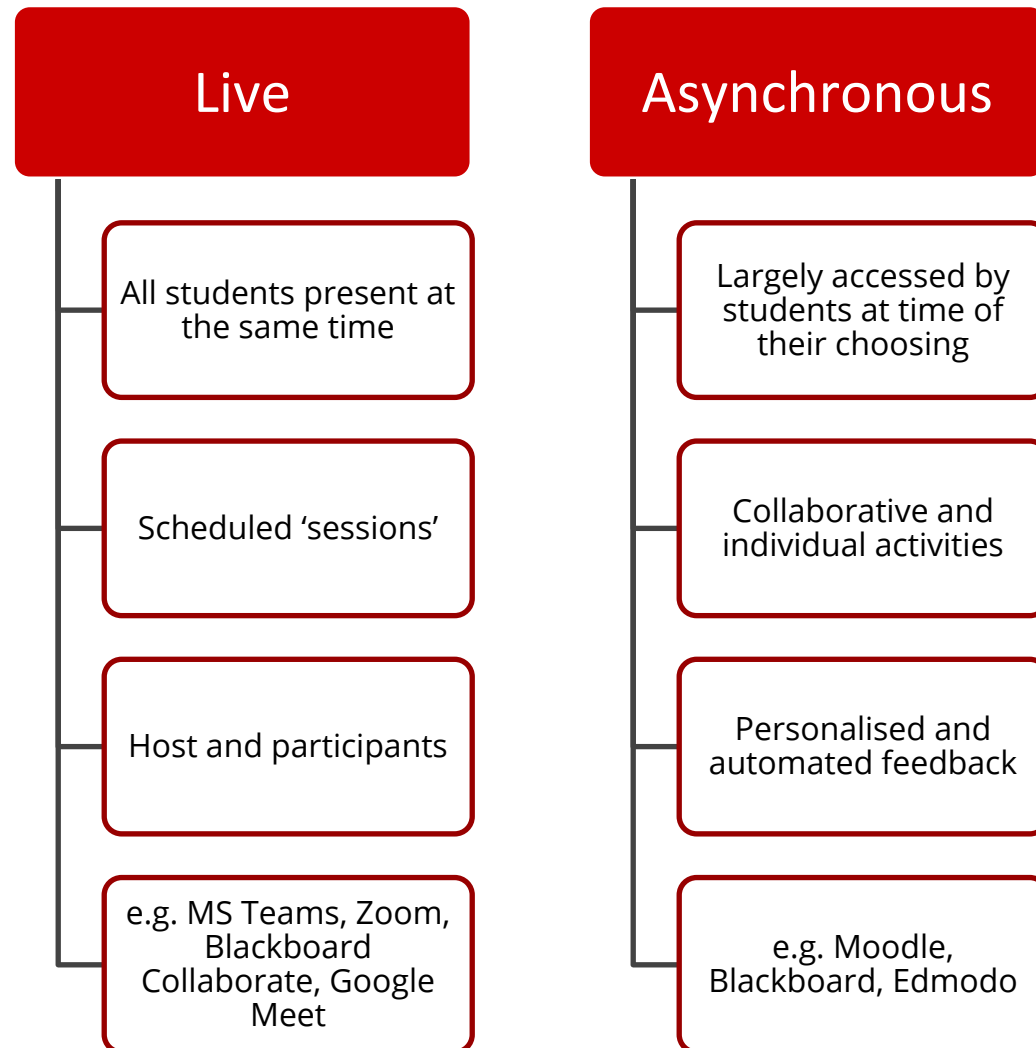 Live
All students present at
the same time
Scheduled ‘sessions’
Host and participants
e.g. MS Teams, Zoom,
Blackboard
Collaborate, Google
Meet
Asynchronous
Largely accessed by
students at time of
their choosing
Collaborative and
individual activities
Personalised and
automated feedback
e.g. Moodle,
Blackboard, Edmodo